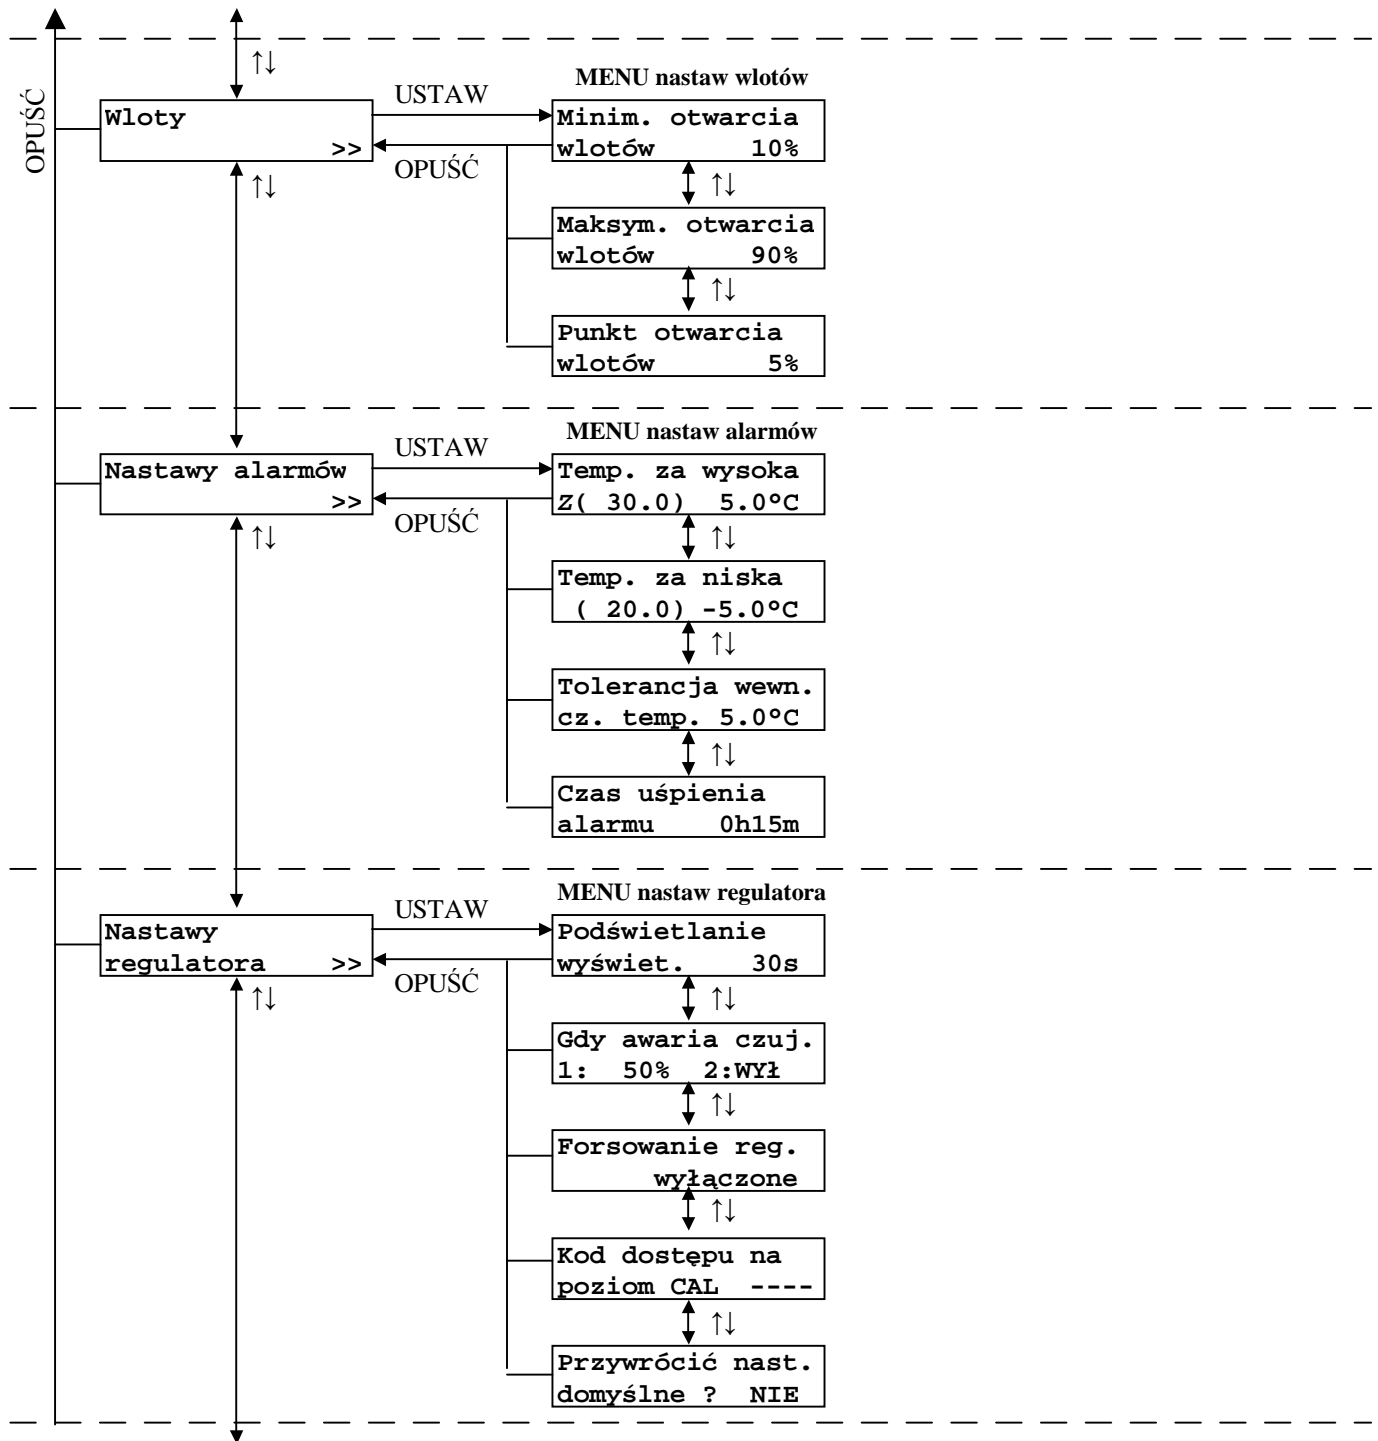 OPUŚĆ
↑↓
MENU nastaw wlotów
Wloty
>>
USTAW
OPUŚĆ
Minim. otwarcia
wlotów 10%
↑↓
↑↓
Maksym. otwarcia
wlotów 90%
↑↓
Punkt otwarcia
wlotów 5%
MENU nastaw alarmów
Nastawy alarmów
>>
USTAW
OPUŚĆ
Temp. za wysoka
Z( 30.0) 5.0°C
↑↓
↑↓
Temp. za niska
( 20.0) -5.0°C
↑↓
Tolerancja wewn.
cz. temp. 5.0°C
↑↓
Czas uśpienia
alarmu 0h15m
MENU nastaw regulatora
Nastawy
regulatora >>
USTAW
OPUŚĆ
Podświetlanie
wyświet. 30s
↑↓
↑↓
Gdy awaria czuj.
1: 50% 2:WYŁ
↑↓
Forsowanie reg.
wyłączone
↑↓
Kod dostępu na
poziom CAL ----
↑↓
Przywrócić nast.
domyślne ? NIE